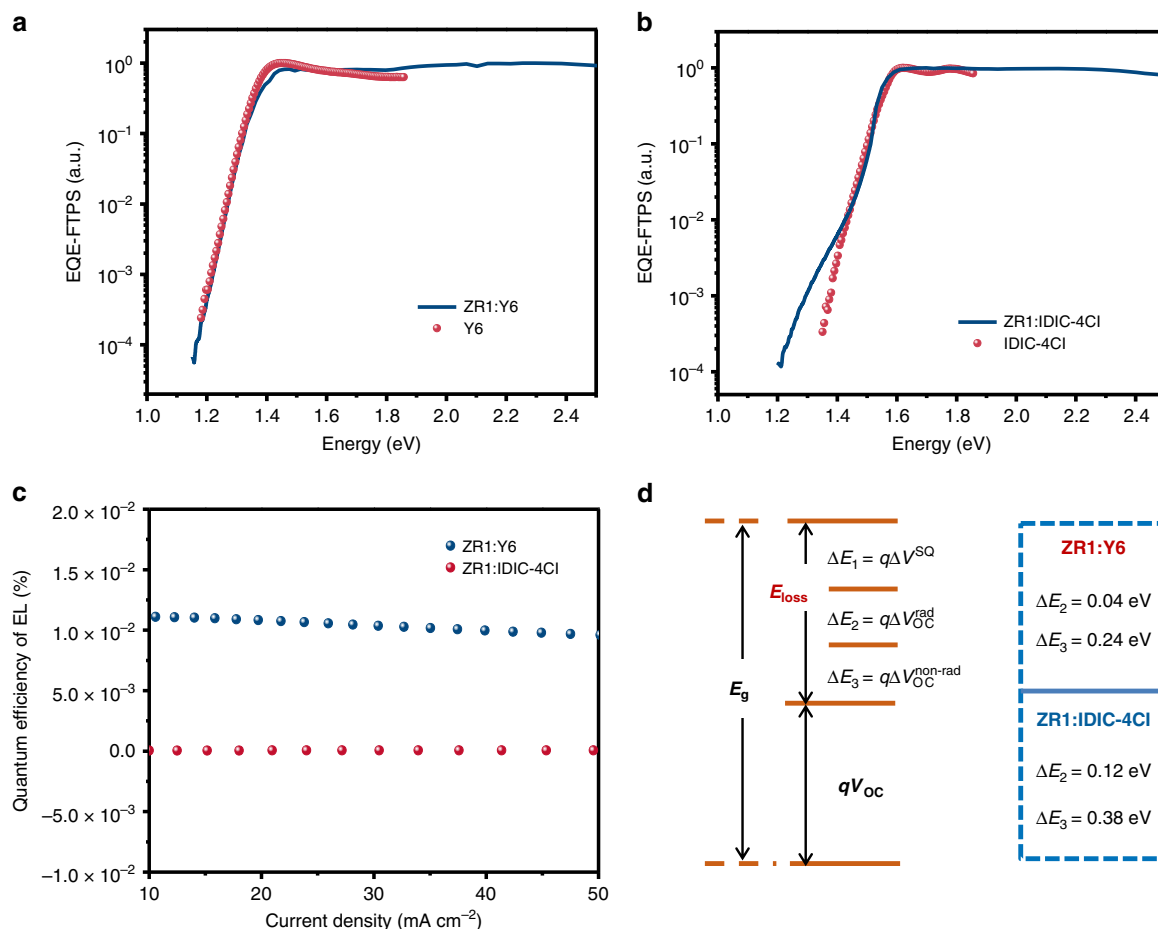 a
10⁰
10⁻¹
10⁻²
10⁻³
10⁻⁴
EQE-FTPS (a.u.)
ZR1:Y6
Y6
1.0 1.2 1.4 1.6 1.8 2.0 2.2 2.4
Energy (eV)
b
10⁰
10⁻¹
10⁻²
10⁻³
10⁻⁴
EQE-FTPS (a.u.)
ZR1:IDIC-4Cl
IDIC-4Cl
1.0 1.2 1.4 1.6 1.8 2.0 2.2 2.4
Energy (eV)
c
2.0 × 10⁻²
1.5 × 10⁻²
1.0 × 10⁻²
5.0 × 10⁻³
0.0
−5.0 × 10⁻³
−1.0 × 10⁻²
Quantum efficiency of EL (%)
ZR1:Y6
ZR1:IDIC-4Cl
10 20 30 40 50
Current density (mA cm⁻²)
d
E_g
E_loss
ΔE₁ = qΔV^SQ
ΔE₂ = qΔV_OC^rad
ΔE₃ = qΔV_OC^non-rad
qV_OC
ZR1:Y6
ΔE₂ = 0.04 eV
ΔE₃ = 0.24 eV
ZR1:IDIC-4Cl
ΔE₂ = 0.12 eV
ΔE₃ = 0.38 eV